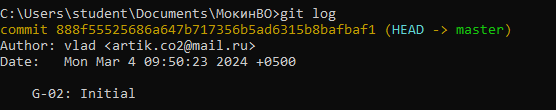 C:\Users\student\Documents\МокинВО>git log
commit 888f55525686a647b717356b5ad6315b8bafbaf1 (HEAD -> master)
Author: vlad <artik.co2@mail.ru>
Date:   Mon Mar 4 09:50:23 2024 +0500
    G-02: Initial